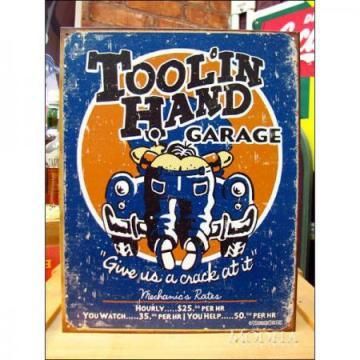 TOOL IN
HAND
GARAGE
"Give us a crack at it"
Mechanic's Rates
HOURLY.....$25.00 PER HR
YOU WATCH.....35.00 PER HR | YOU HELP.....50.00 PER HR